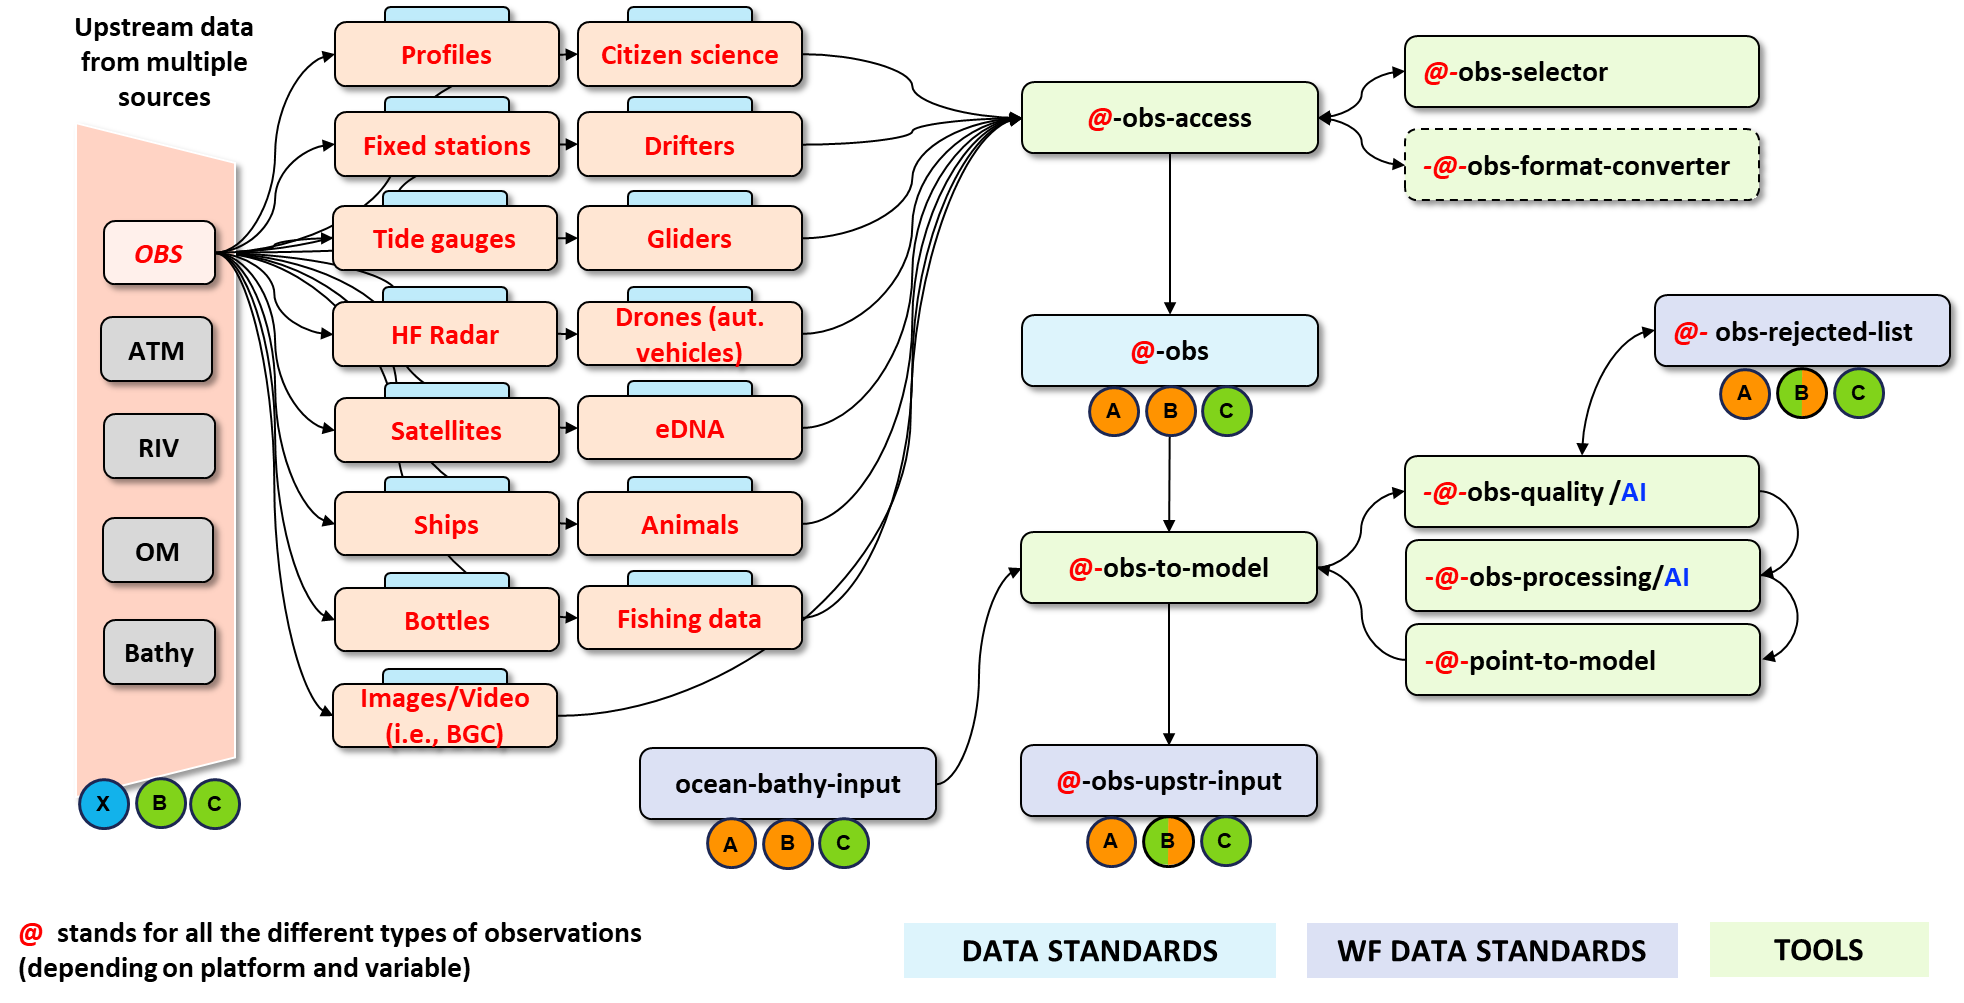 Upstream data
from multiple
sources
OBS
ATM
RIV
OM
Bathy
X
B
C
Profiles
Citizen science
Fixed stations
Drifters
Tide gauges
Gliders
HF Radar
Drones (aut.
vehicles)
Satellites
eDNA
Ships
Animals
Bottles
Fishing data
Images/Video
(i.e., BGC)
@-obs-access
@-obs-selector
-@-obs-format-converter
@-obs
A
B
C
@- obs-rejected-list
A
B
C
@-obs-to-model
-@-obs-quality /AI
-@-obs-processing/AI
-@-point-to-model
ocean-bathy-input
A
B
C
@-obs-upstr-input
A
B
C
@ stands for all the different types of observations
(depending on platform and variable)
DATA STANDARDS
WF DATA STANDARDS
TOOLS